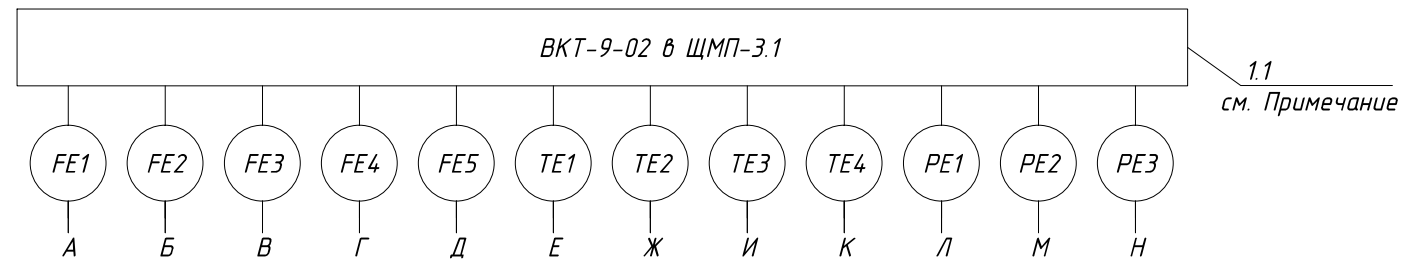 ВКТ-9-02 в ЩМП-3.1
1.1
см. Примечание
FE1 FE2 FE3 FE4 FE5 TE1 TE2 TE3 TE4 PE1 PE2 PE3
А Б В Г Д Е Ж И К Л М Н